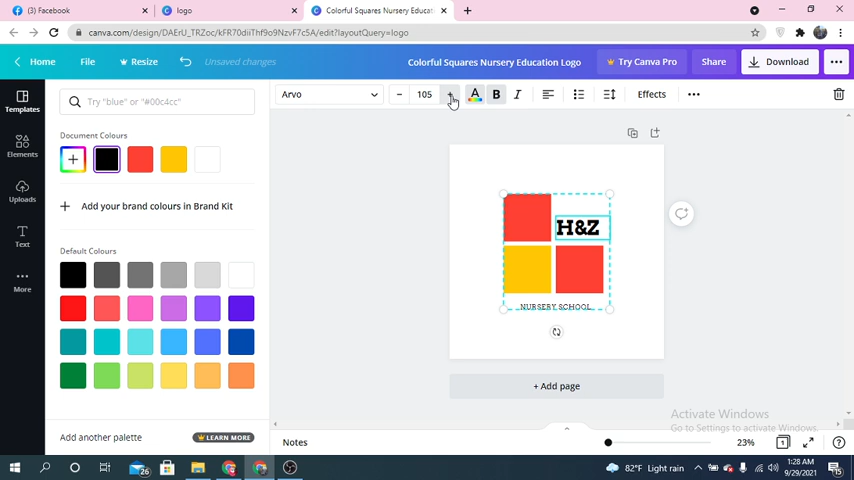 (3) Facebook
logo
Colorful Squares Nursery Educat
canva.com/design/DAErU_TRZoc/kFR70diiThf9o9NzvF7c5A/edit?layoutQuery=logo
Home File Resize Unsaved changes Colorful Squares Nursery Education Logo Try Canva Pro Share Download
Arvo 105 A B I Effects
Templates
Elements
Uploads
Text
More
Try "blue" or "#00c4cc"
Document Colours
Add your brand colours in Brand Kit
Default Colours
Add another palette LEARN MORE
H&Z
NURSERY SCHOOL
+ Add page
Activate Windows
Go to Settings to activate Windows.
Notes 23% 1
26 82°F Light rain 1:28 AM
9/29/2021 15